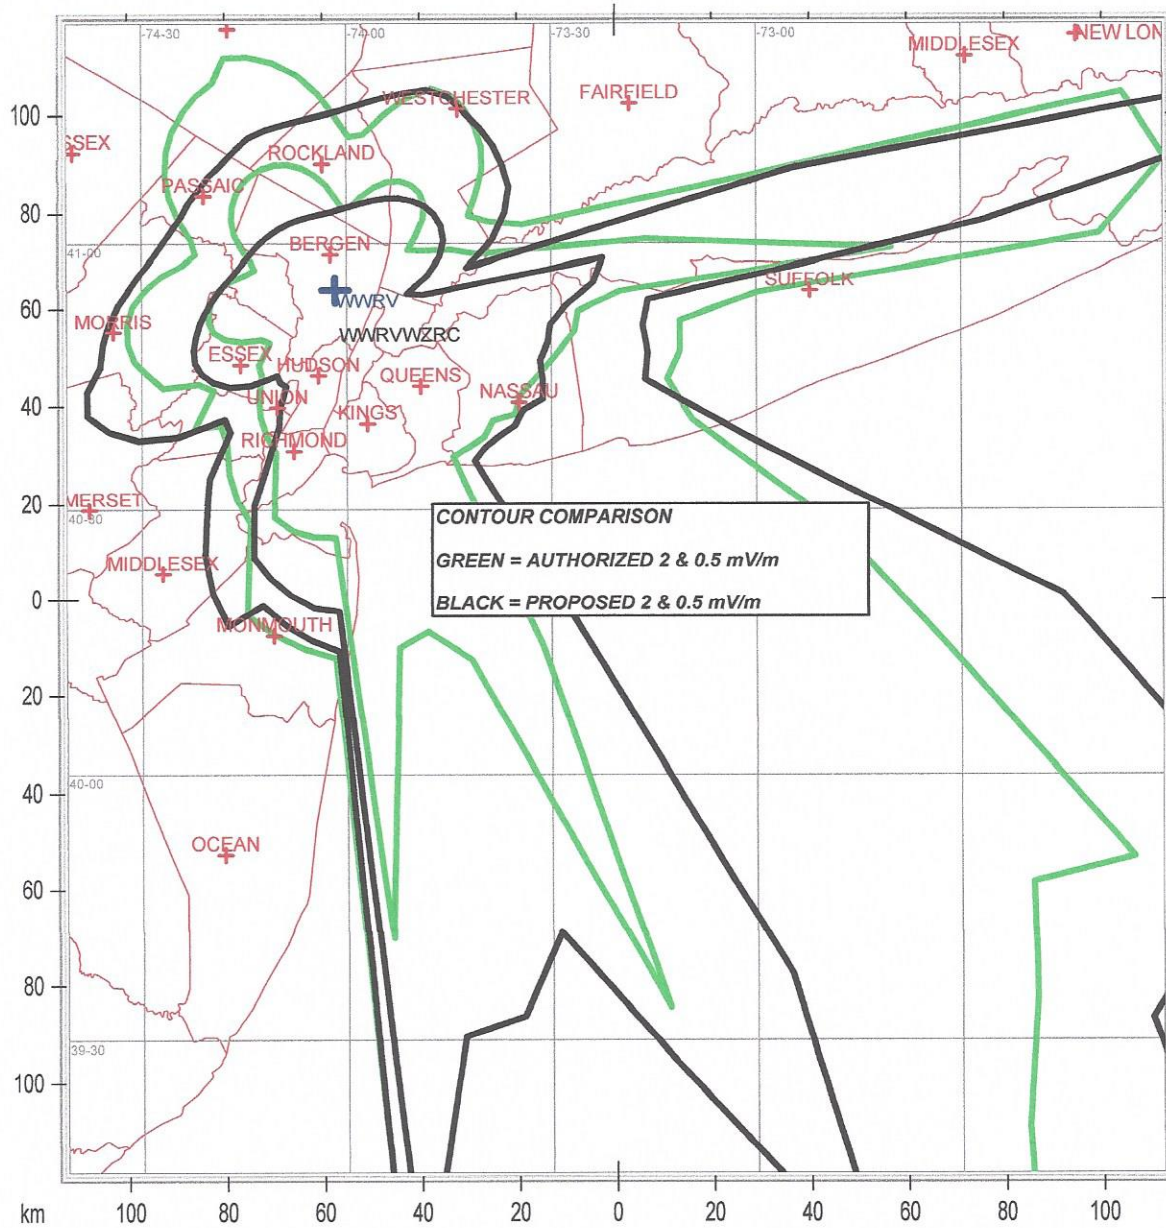 -74-30
-74-00
-73-30
-73-00
MIDDLESEX
NEW LON
FAIRFIELD
WESTCHESTER
100
SSEX
ROCKLAND
PASSAIC
80
41-00
BERGEN
SUFFOLK
60
WWRV
MORRIS
WWRVWZRC
ESSEX
HUDSON
QUEENS
NASSAU
40
UNION
KINGS
RICHMOND
20
MERSET
CONTOUR COMPARISON
GREEN = AUTHORIZED 2 & 0.5 mV/m
BLACK = PROPOSED 2 & 0.5 mV/m
MIDDLESEX
0
MONMOUTH
20
40-00
40
OCEAN
60
80
39-30
100
km 100 80 60 40 20 0 20 40 60 80 100